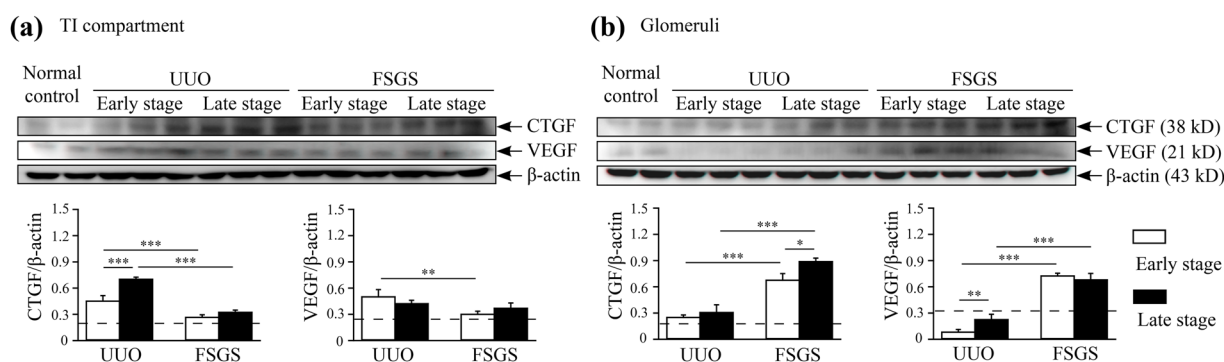 (a) TI compartment
Normal control
UUO
FSGS
Early stage
Late stage
Early stage
Late stage
CTGF
VEGF
β-actin
CTGF/β-actin
1.5
1.2
0.9
0.6
0.3
0
***
***
***
UUO
FSGS
VEGF/β-actin
1.5
1.2
0.9
0.6
0.3
0
**
UUO
FSGS
(b) Glomeruli
Normal control
UUO
FSGS
Early stage
Late stage
Early stage
Late stage
CTGF (38 kD)
VEGF (21 kD)
β-actin (43 kD)
CTGF/β-actin
1.5
1.2
0.9
0.6
0.3
0
***
***
*
UUO
FSGS
VEGF/β-actin
1.5
1.2
0.9
0.6
0.3
0
***
***
**
UUO
FSGS
Early stage
Late stage